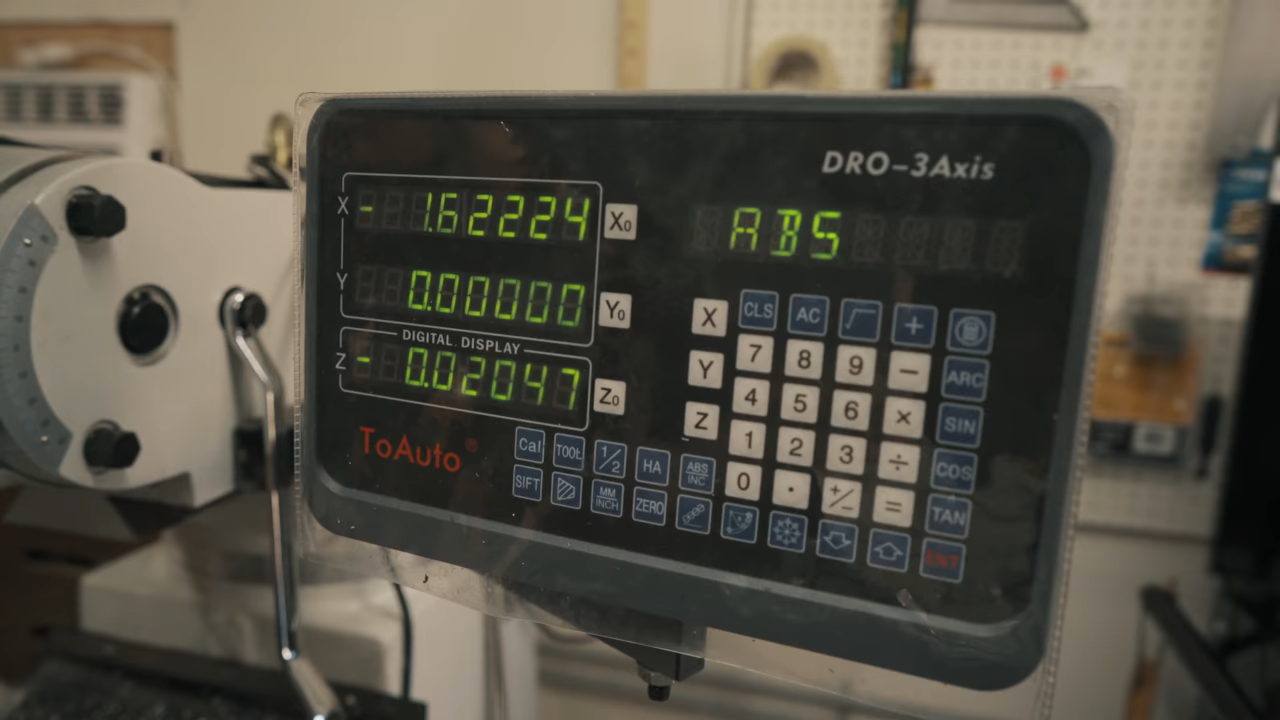 DRO-3Axis
X - 1.62224 X0
ABS
Y 0.00000 Y0
DIGITAL DISPLAY
Z - 0.02047 Z0
ToAuto®
X CLS AC √ +
Y 7 8 9 − ARC
Z 4 5 6 × SIN
1 2 3 ÷ COS
0 . +/− = TAN
Cal TOOL 1/2 HA ABS/INC
SIFT MM/INCH ZERO ENT